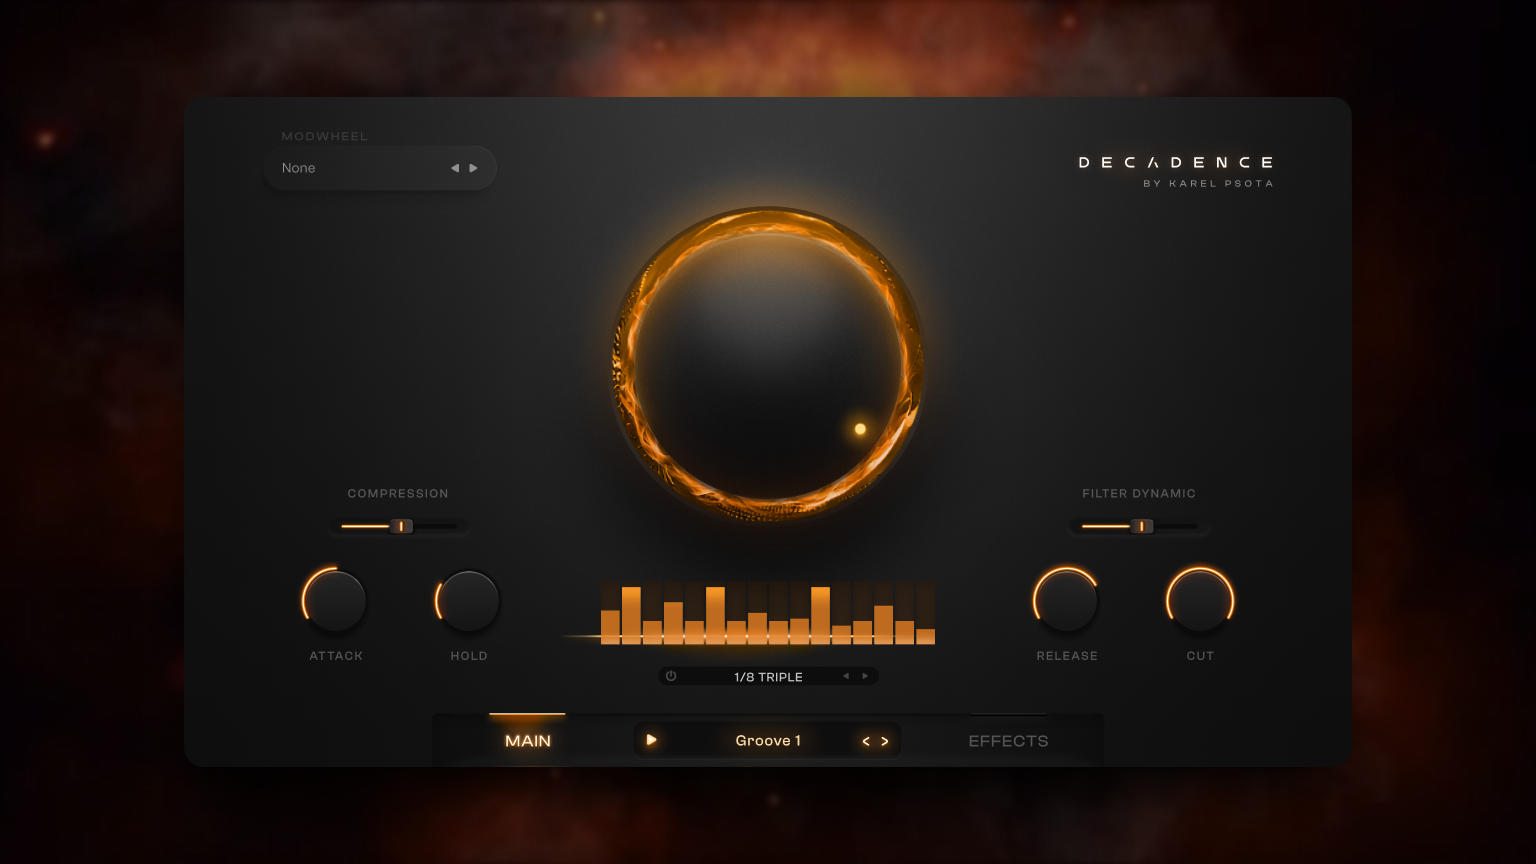 MODWHEEL
None
DECADENCE
BY KAREL PSOTA
COMPRESSION
FILTER DYNAMIC
ATTACK
HOLD
RELEASE
CUT
1/8 TRIPLE
MAIN
Groove 1
EFFECTS